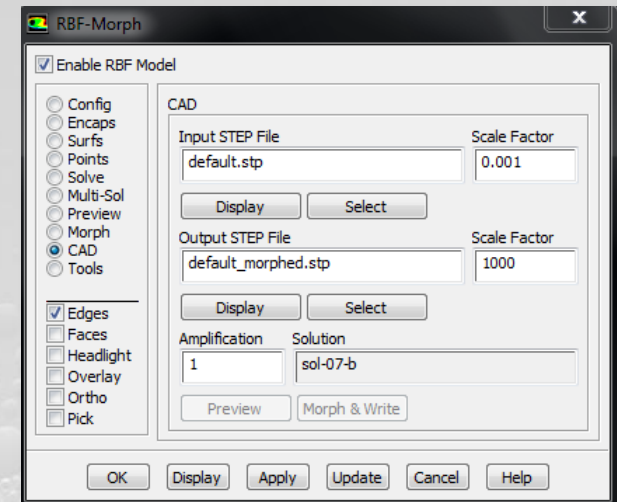 RBF-Morph
x
Enable RBF Model
Config
Encaps
Surfs
Points
Solve
Multi-Sol
Preview
Morph
CAD
Tools
Edges
Faces
Headlight
Overlay
Ortho
Pick
CAD
Input STEP File Scale Factor
default.stp 0.001
Display Select
Output STEP File Scale Factor
default_morphed.stp 1000
Display Select
Amplification Solution
1 sol-07-b
Preview Morph & Write
OK Display Apply Update Cancel Help